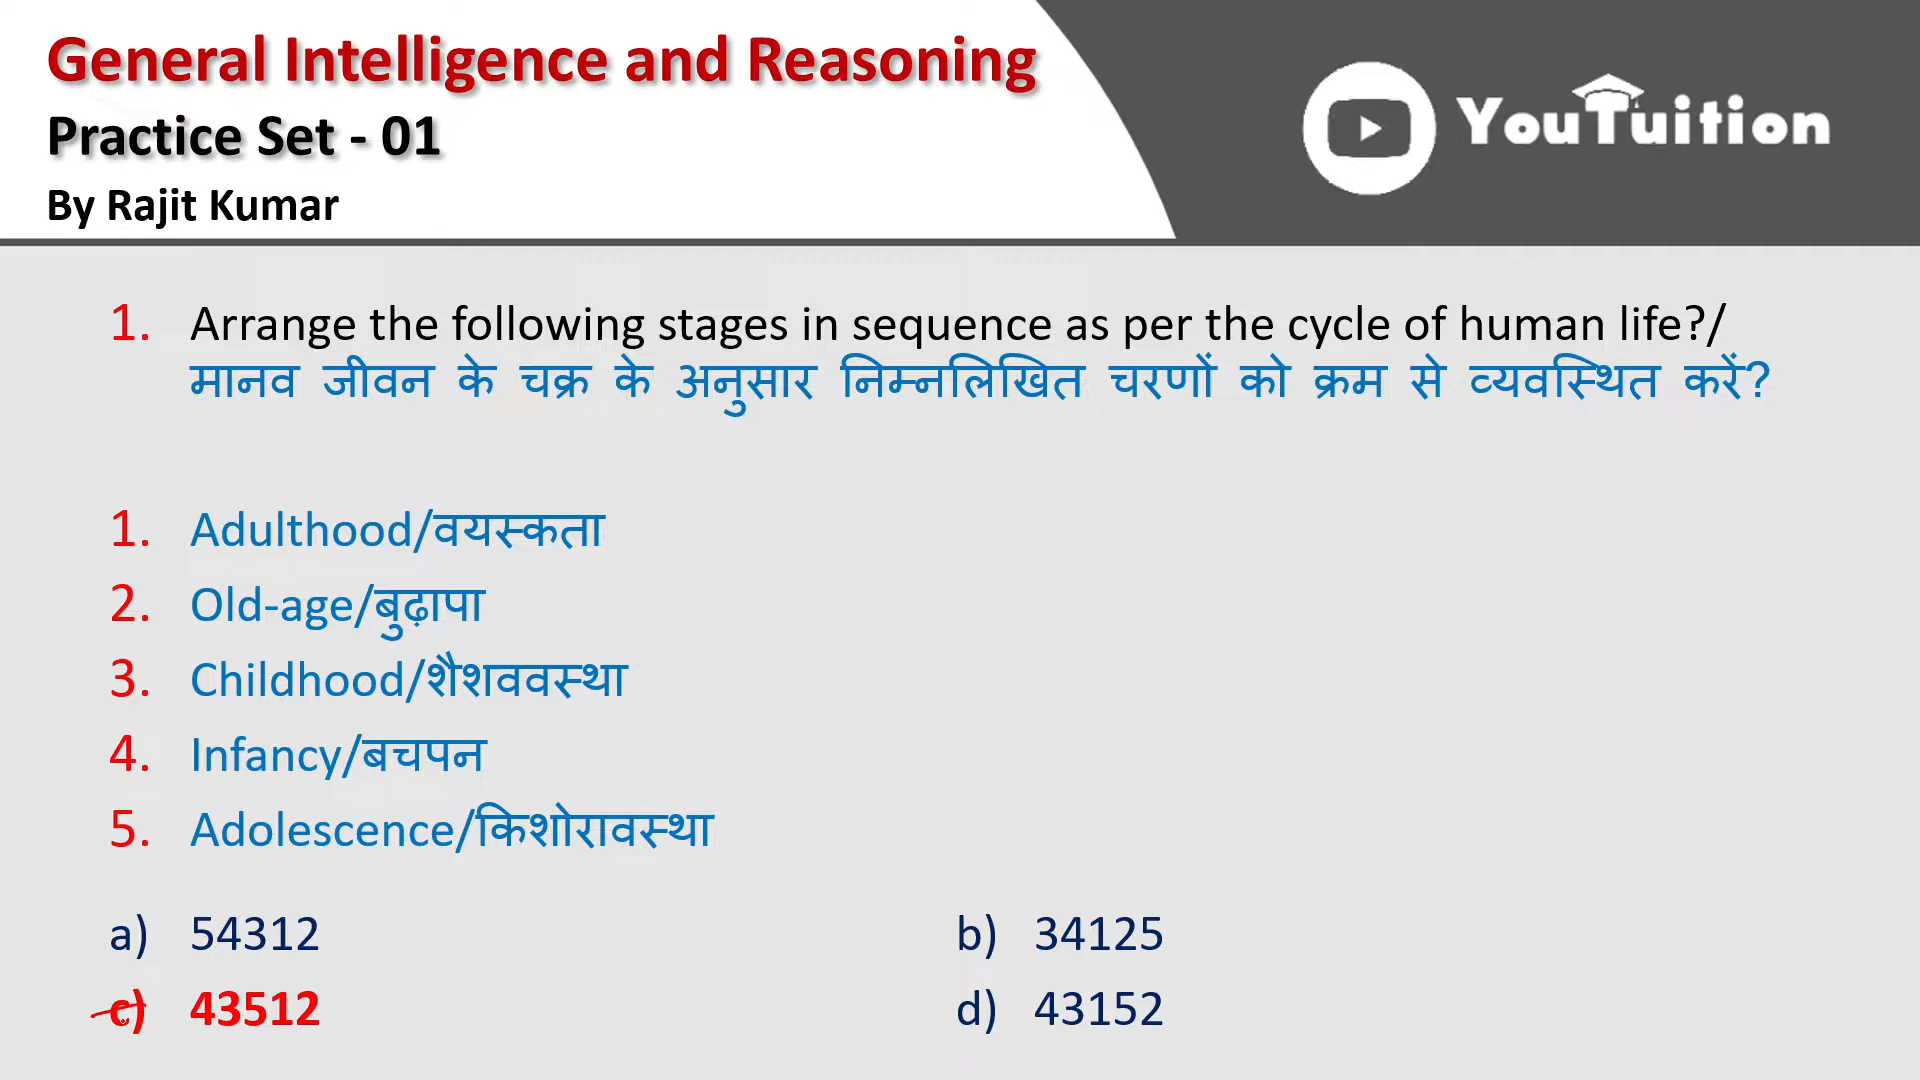 General Intelligence and Reasoning
Practice Set - 01
By Rajit Kumar
YouTuition
1. Arrange the following stages in sequence as per the cycle of human life?/
मानव जीवन के चक्र के अनुसार निम्नलिखित चरणों को क्रम से व्यवस्थित करें?
1. Adulthood/वयस्कता
2. Old-age/बुढ़ापा
3. Childhood/शैशववस्था
4. Infancy/बचपन
5. Adolescence/किशोरावस्था
a) 54312 b) 34125
c) 43512 d) 43152